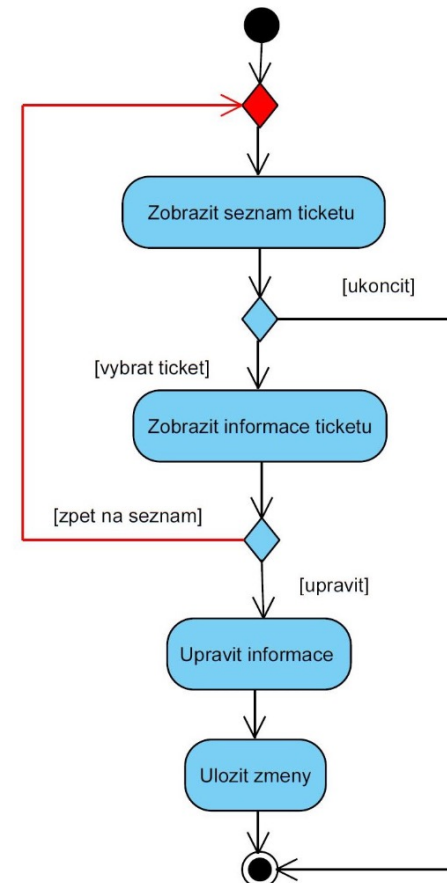 Zobrazit seznam ticketu
[ukoncit]
[vybrat ticket]
Zobrazit informace ticketu
[zpet na seznam]
[upravit]
Upravit informace
Ulozit zmeny